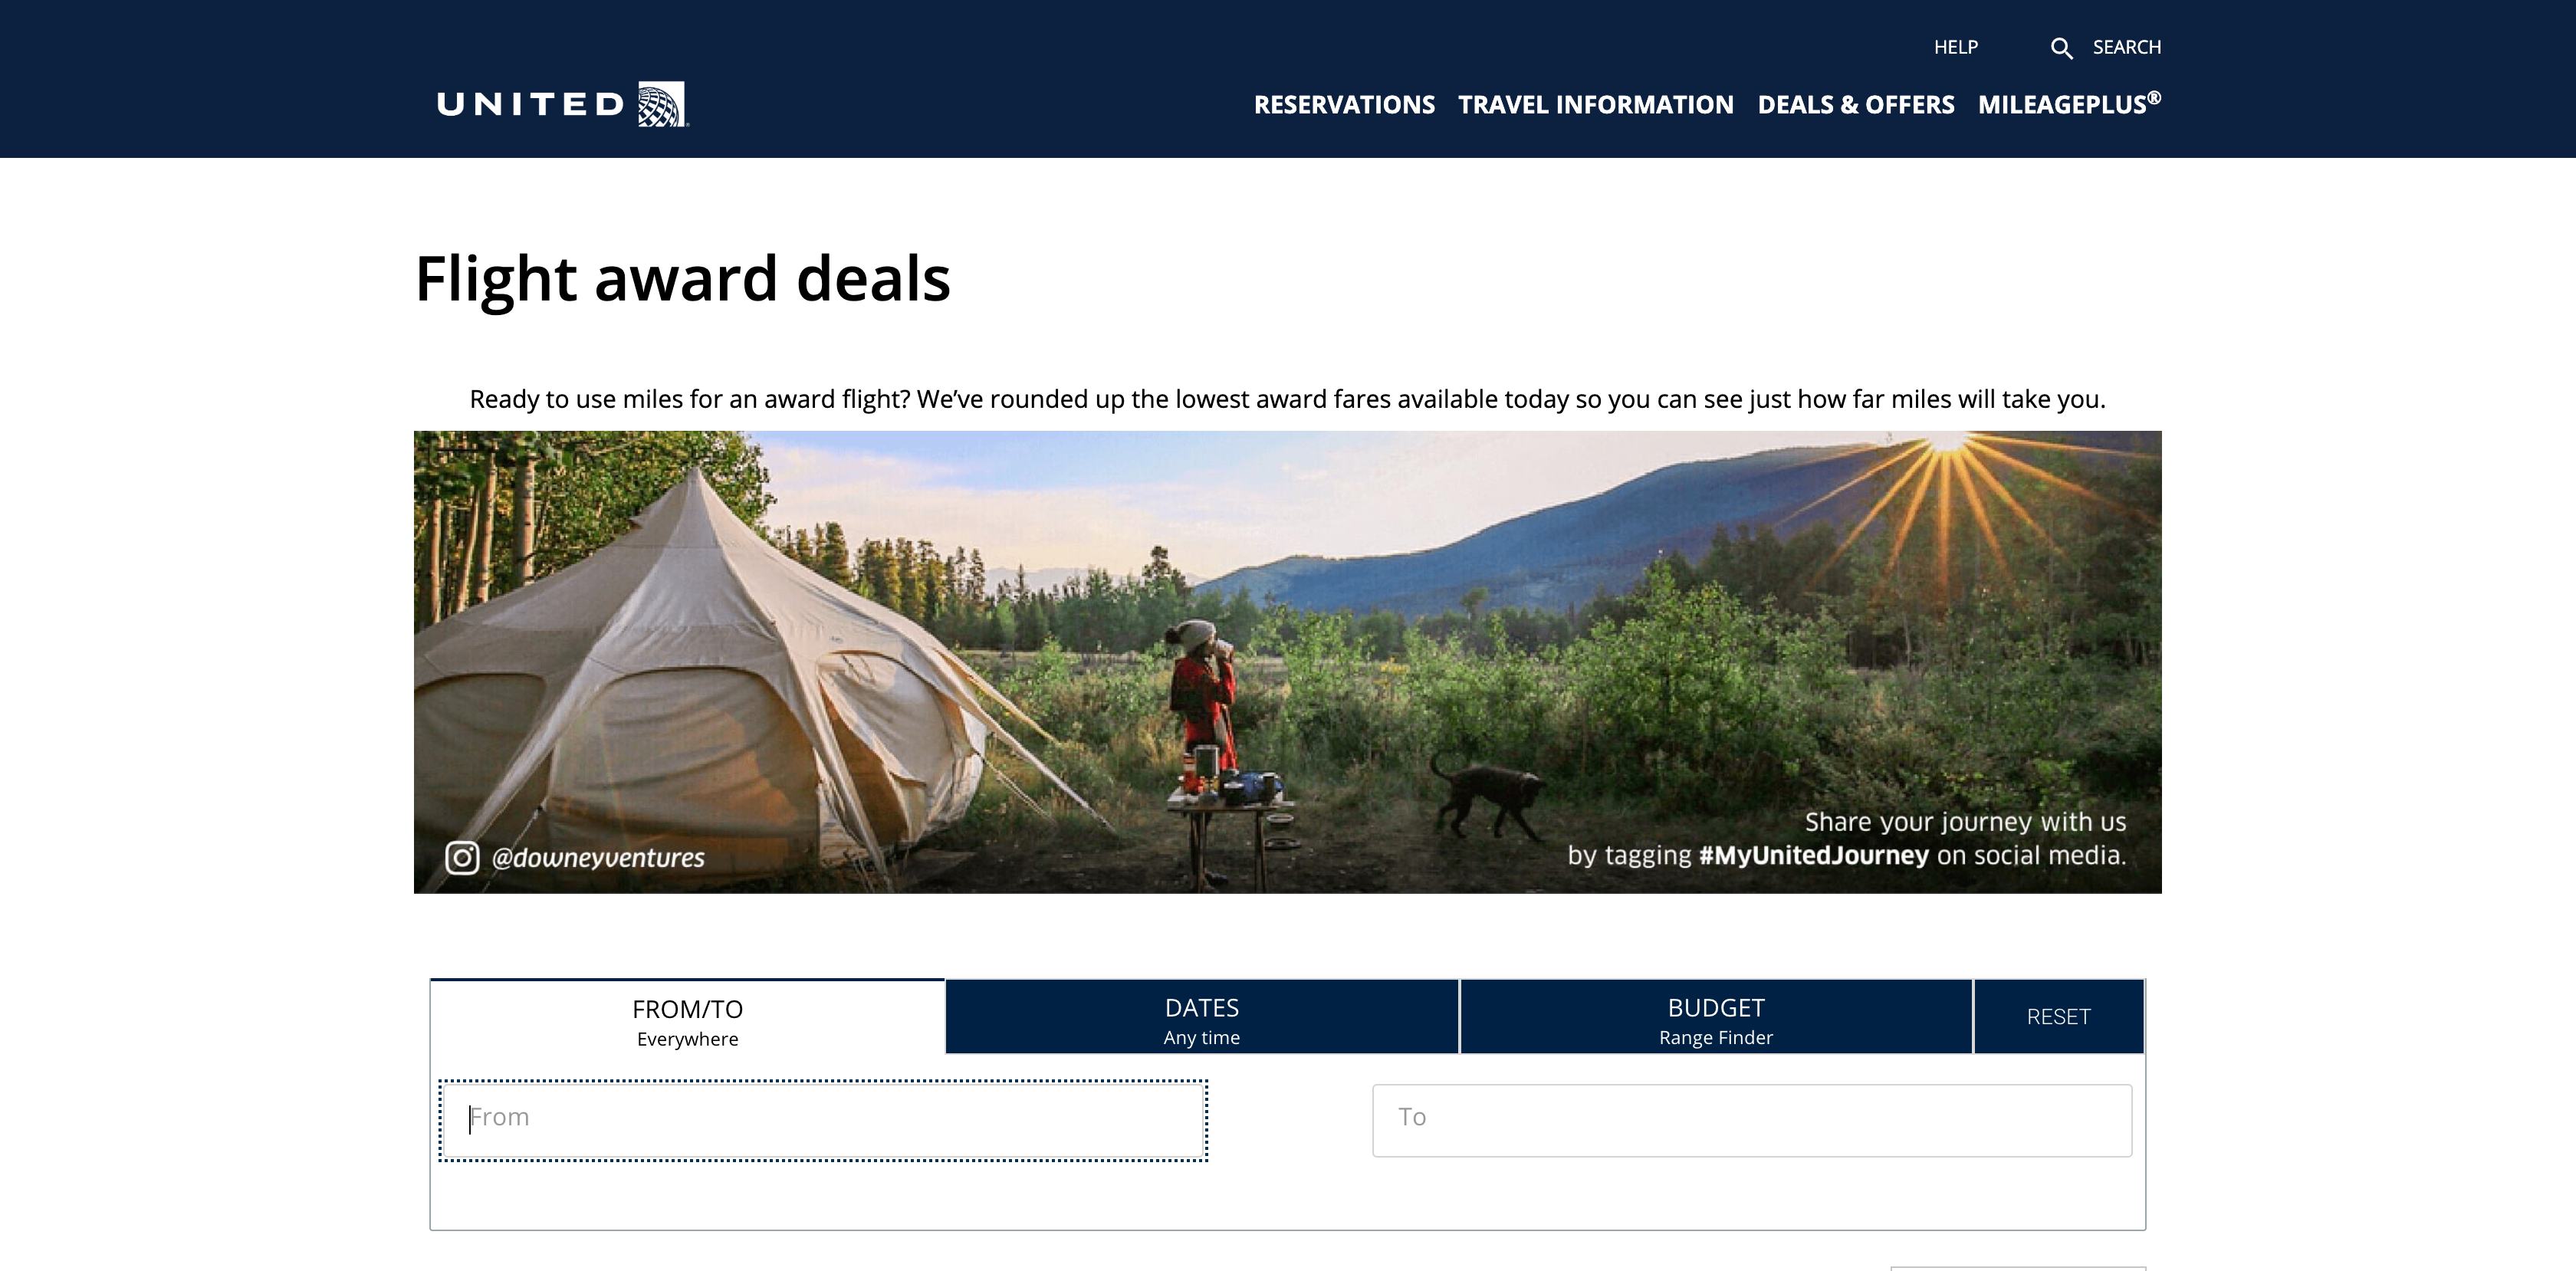 HELP
SEARCH
UNITED
RESERVATIONS TRAVEL INFORMATION DEALS & OFFERS MILEAGEPLUS®
Flight award deals
Ready to use miles for an award flight? We’ve rounded up the lowest award fares available today so you can see just how far miles will take you.
@downeyventures
Share your journey with us
by tagging #MyUnitedJourney on social media.
FROM/TO
Everywhere
DATES
Any time
BUDGET
Range Finder
RESET
From
To